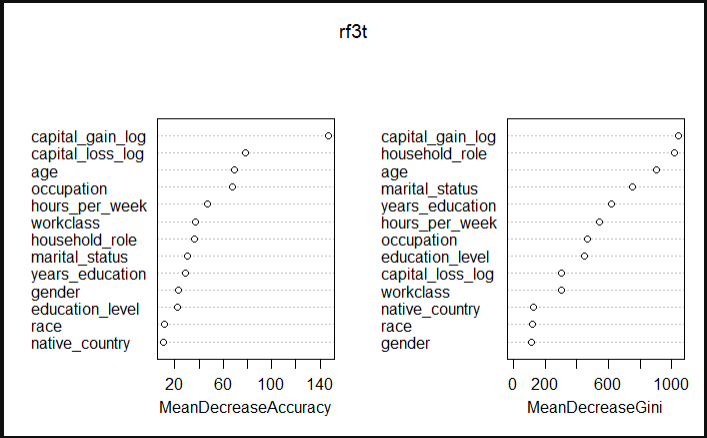 rf3t
capital_gain_log
capital_loss_log
age
occupation
hours_per_week
workclass
household_role
marital_status
years_education
gender
education_level
race
native_country
20 60 100 140
MeanDecreaseAccuracy
capital_gain_log
household_role
age
marital_status
years_education
hours_per_week
occupation
education_level
capital_loss_log
workclass
native_country
race
gender
0 200 600 1000
MeanDecreaseGini